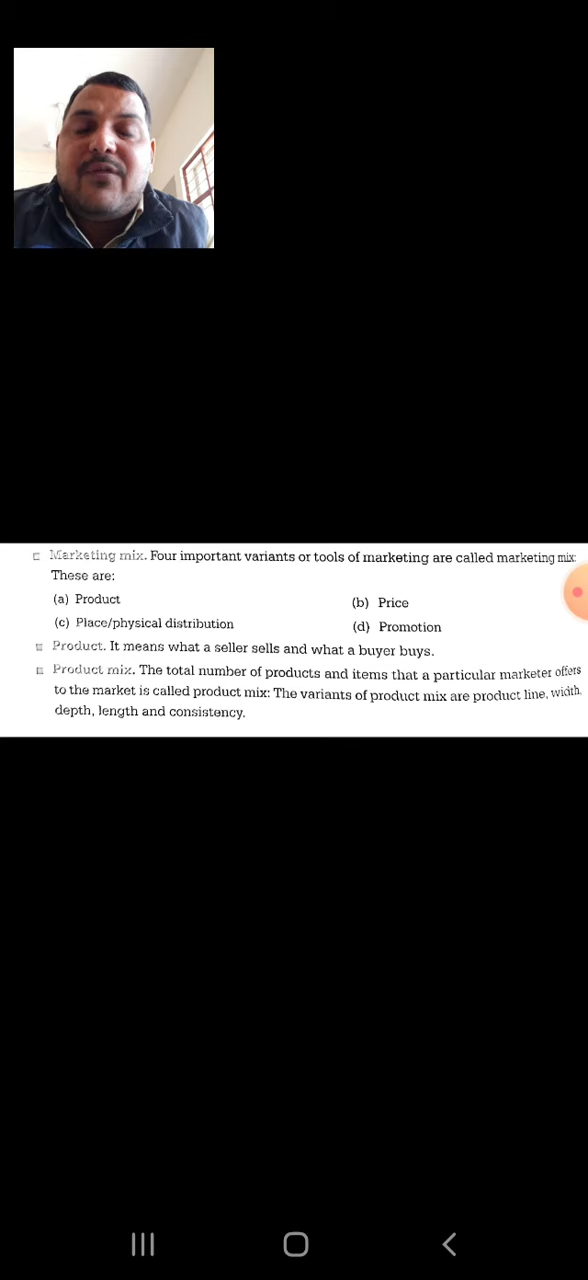 Marketing mix. Four important variants or tools of marketing are called marketing mix:
These are:
(a) Product (b) Price
(c) Place/physical distribution (d) Promotion
Product. It means what a seller sells and what a buyer buys.
Product mix. The total number of products and items that a particular marketer offers
to the market is called product mix: The variants of product mix are product line, width,
depth, length and consistency.